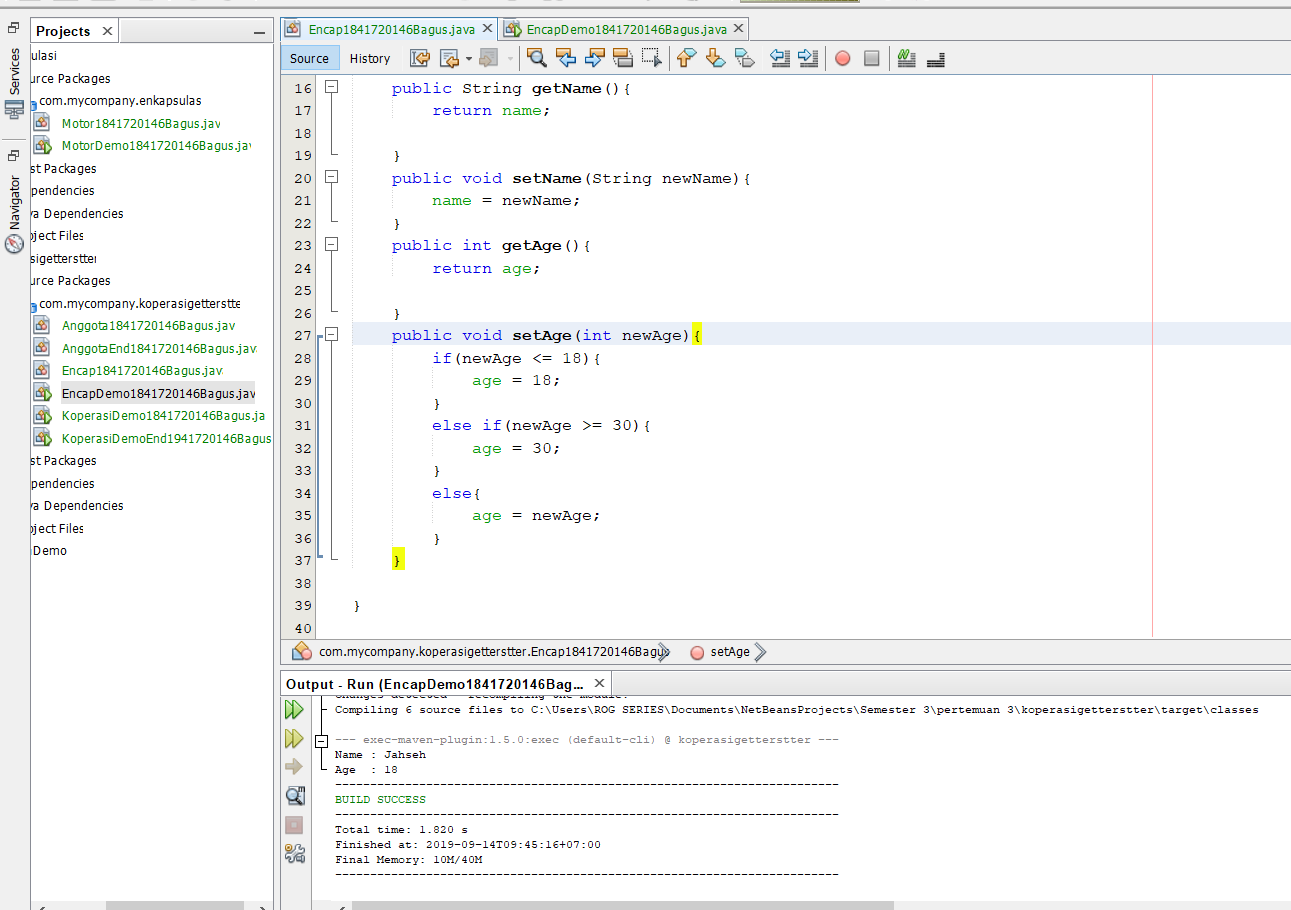 Projects
ulasi
urce Packages
com.mycompany.enkapsulas
Motor1841720146Bagus.jav
MotorDemo1841720146Bagus.jav
st Packages
pendencies
va Dependencies
oject Files
sigetterstter
urce Packages
com.mycompany.koperasigetterstte
Anggota1841720146Bagus.jav
AnggotaEnd1841720146Bagus.java
Encap1841720146Bagus.java
EncapDemo1841720146Bagus.jav
KoperasiDemo1841720146Bagus.ja
KoperasiDemoEnd1941720146Bagus
st Packages
pendencies
va Dependencies
oject Files
Demo
Services
Navigator
Encap1841720146Bagus.java
EncapDemo1841720146Bagus.java
Source
History
16 public String getName(){
17 return name;
18
19 }
20 public void setName(String newName){
21 name = newName;
22 }
23 public int getAge(){
24 return age;
25
26 }
27 public void setAge(int newAge){
28 if(newAge <= 18){
29 age = 18;
30 }
31 else if(newAge >= 30){
32 age = 30;
33 }
34 else{
35 age = newAge;
36 }
37 }
38
39 }
40
com.mycompany.koperasigetterstter.Encap1841720146Bagus
setAge
Output - Run (EncapDemo1841720146Bag...
Changes detected - recompiling the module!
Compiling 6 source files to C:\Users\ROG SERIES\Documents\NetBeansProjects\Semester 3\pertemuan 3\koperasigetterstter\target\classes
--- exec-maven-plugin:1.5.0:exec (default-cli) @ koperasigetterstter ---
Name : Jahseh
Age  : 18
------------------------------------------------------------------------
BUILD SUCCESS
------------------------------------------------------------------------
Total time: 1.820 s
Finished at: 2019-09-14T09:45:16+07:00
Final Memory: 10M/40M
------------------------------------------------------------------------